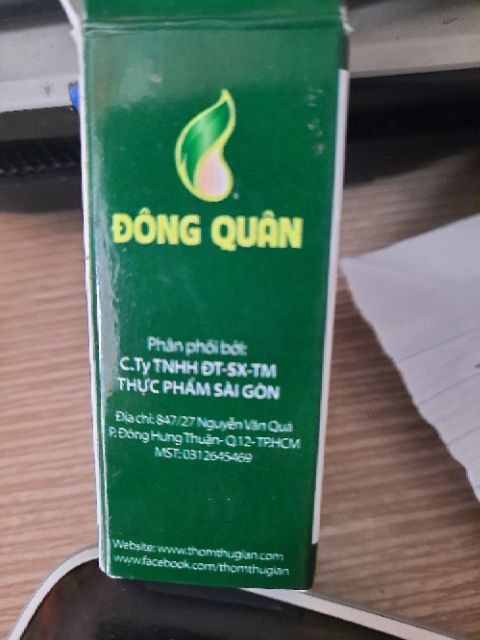 ĐÔNG QUÂN
Phân phối bởi:
C.Ty TNHH ĐT-SX-TM
THỰC PHẨM SÀI GÒN
Địa chỉ: 847/27 Nguyễn Văn Quá
P. Đông Hưng Thuận- Q.12- TP.HCM
MST: 0312645469
Website: www.thomthugian.com
www.facebook.com/thomthugian